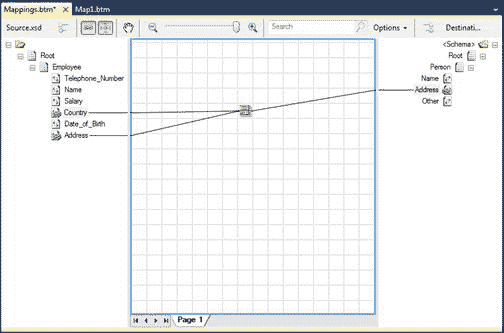 Mappings.btm* Map1.btm
Source.xsd Search Options Destinati...
<Schema>
Root Root
Employee Person
Telephone_Number Name
Name Address
Salary Other
Country
Date_of_Birth
Address
Page 1